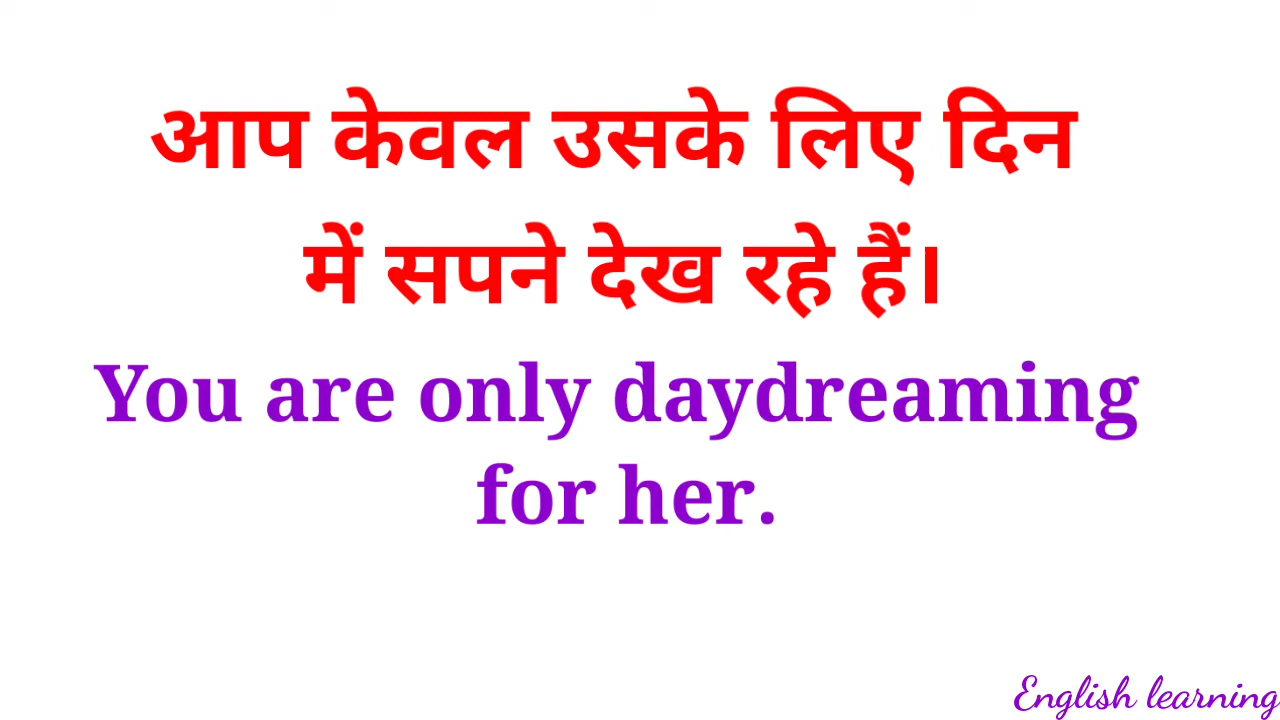 आप केवल उसके लिए दिन
में सपने देख रहे हैं।
You are only daydreaming
for her.
English learning